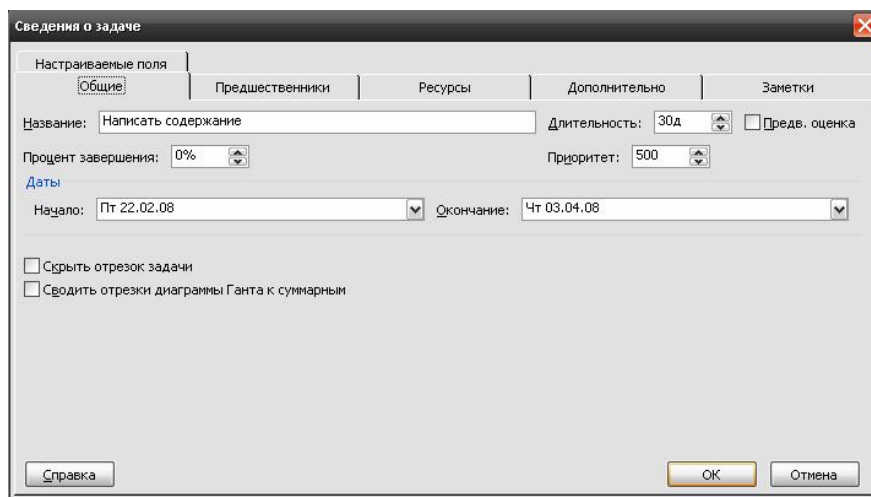 Сведения о задаче
Настраиваемые поля
Общие Предшественники Ресурсы Дополнительно Заметки
Название: Написать содержание Длительность: 30д Предв. оценка
Процент завершения: 0% Приоритет: 500
Даты
Начало: Пт 22.02.08 Окончание: Чт 03.04.08
Скрыть отрезок задачи
Сводить отрезки диаграммы Ганта к суммарным
Справка ОК Отмена